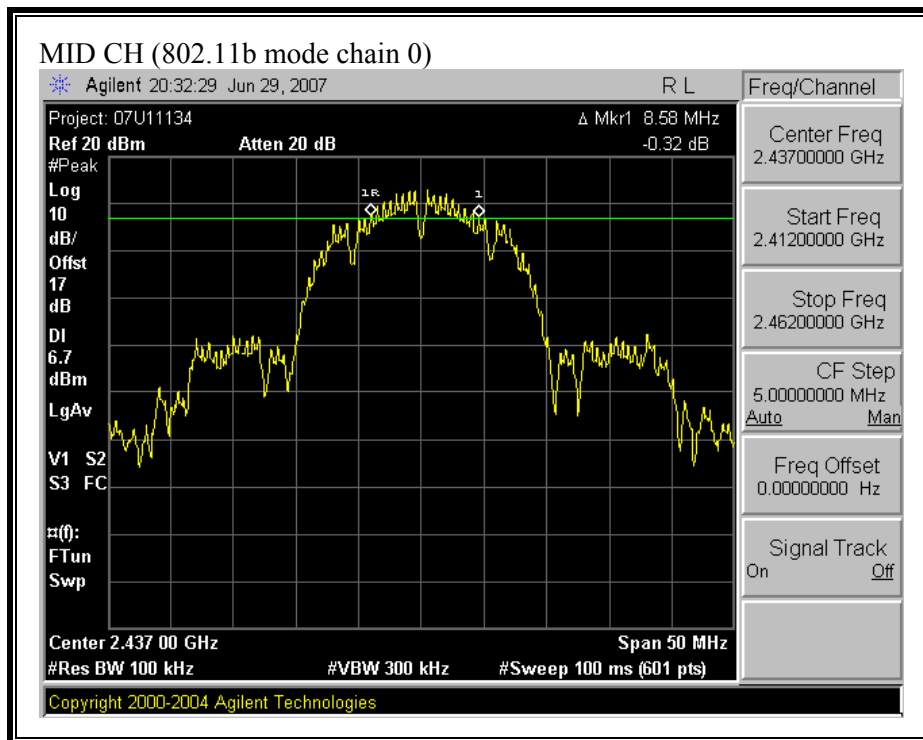 MID CH (802.11b mode chain 0)
Agilent 20:32:29 Jun 29, 2007 R L
Freq/Channel
Project: 07U11134 Δ Mkr1 8.58 MHz
Ref 20 dBm Atten 20 dB -0.32 dB
#Peak
Log
10
dB/
Offst
17
dB
DI
6.7
dBm
LgAv
V1 S2
S3 FC
¤(f):
FTun
Swp
1R
1
Center 2.437 00 GHz Span 50 MHz
#Res BW 100 kHz #VBW 300 kHz #Sweep 100 ms (601 pts)
Copyright 2000-2004 Agilent Technologies
Center Freq
2.43700000 GHz
Start Freq
2.41200000 GHz
Stop Freq
2.46200000 GHz
CF Step
5.00000000 MHz
Auto Man
Freq Offset
0.00000000 Hz
Signal Track
On Off